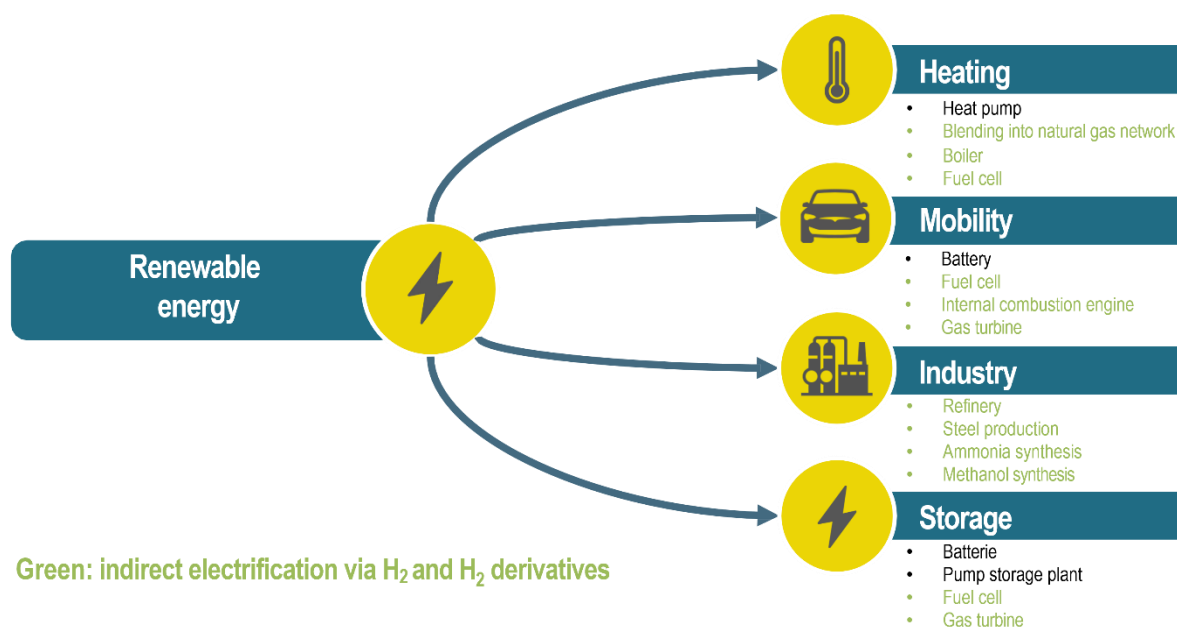 Renewable
energy
Heating
• Heat pump
• Blending into natural gas network
• Boiler
• Fuel cell
Mobility
• Battery
• Fuel cell
• Internal combustion engine
• Gas turbine
Industry
• Refinery
• Steel production
• Ammonia synthesis
• Methanol synthesis
Storage
• Batterie
• Pump storage plant
• Fuel cell
• Gas turbine
Green: indirect electrification via H₂ and H₂ derivatives